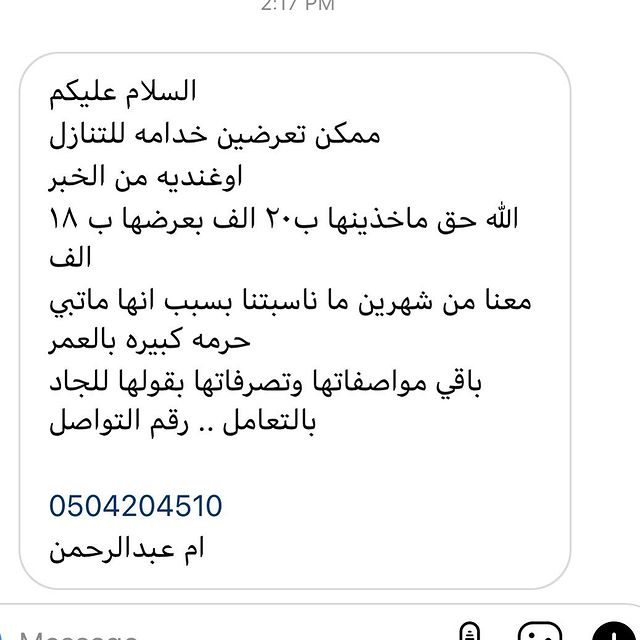 2:17 PM
السلام عليكم
ممكن تعرضين خدامه للتنازل
اوغنديه من الخبر
الله حق ماخذينها ب٢٠ الف بعرضها ب ١٨
الف
معنا من شهرين ما ناسبتنا بسبب انها ماتبي
حرمه كبيره بالعمر
باقي مواصفاتها وتصرفاتها بقولها للجاد
بالتعامل .. رقم التواصل
0504204510
ام عبدالرحمن
Message